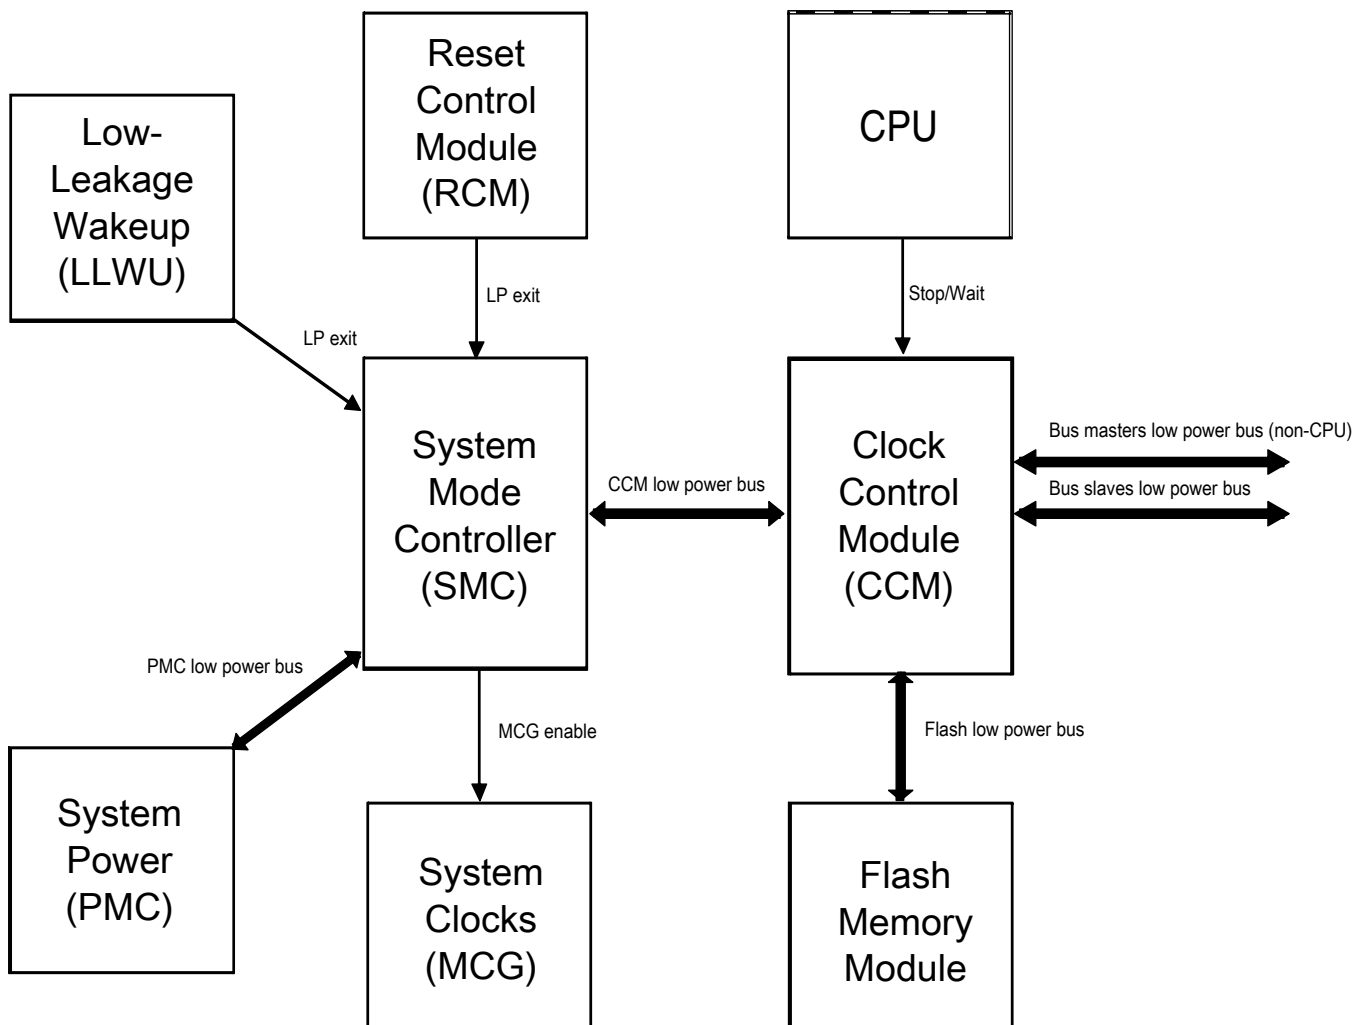 Reset
Control
Module
(RCM)
CPU
Low-
Leakage
Wakeup
(LLWU)
LP exit
Stop/Wait
LP exit
System
Mode
Controller
(SMC)
Clock
Control
Module
(CCM)
Bus masters low power bus (non-CPU)
CCM low power bus
Bus slaves low power bus
PMC low power bus
MCG enable
Flash low power bus
System
Power
(PMC)
System
Clocks
(MCG)
Flash
Memory
Module